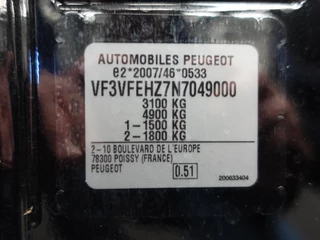 AUTOMOBILES PEUGEOT
e2*2007/46*0533
VF3VFEHZ7N7049000
3100 KG
4900 KG
1-1500 KG
2-1800 KG
2-10 BOULEVARD DE L'EUROPE
78300 POISSY (FRANCE)
PEUGEOT 0.51
200633404